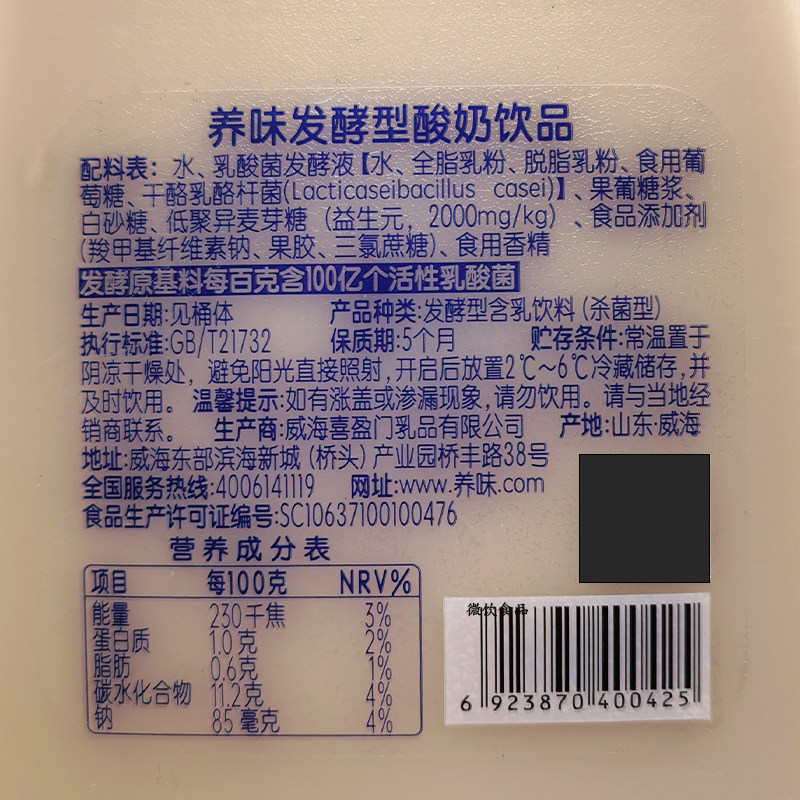 养味发酵型酸奶饮品
配料表：水、乳酸菌发酵液【水、全脂乳粉、脱脂乳粉、食用葡
萄糖、干酪乳酪杆菌(Lacticaseibacillus casei)】、果葡糖浆、
白砂糖、低聚异麦芽糖（益生元，2000mg/kg）、食品添加剂
(羧甲基纤维素钠、果胶、三氯蔗糖)、食用香精
发酵原基料每百克含100亿个活性乳酸菌
生产日期:见桶体 产品种类:发酵型含乳饮料(杀菌型)
执行标准:GB/T21732 保质期:5个月 贮存条件:常温置于
阴凉干燥处，避免阳光直接照射,开启后放置2℃~6℃冷藏储存,并
及时饮用。 温馨提示:如有涨盖或渗漏现象,请勿饮用。请与当地经
销商联系。 生产商:威海喜盈门乳品有限公司 产地:山东·威海
地址:威海东部滨海新城(桥头)产业园桥丰路38号
全国服务热线:4006141119 网址:www.养味.com
食品生产许可证编号:SC10637100100476
营养成分表
项目 每100克 NRV%
能量 230千焦 3%
蛋白质 1.0克 2%
脂肪 0.6克 1%
碳水化合物 11.2克 4%
钠 85毫克 4%
微饮食品
6 923870 400425